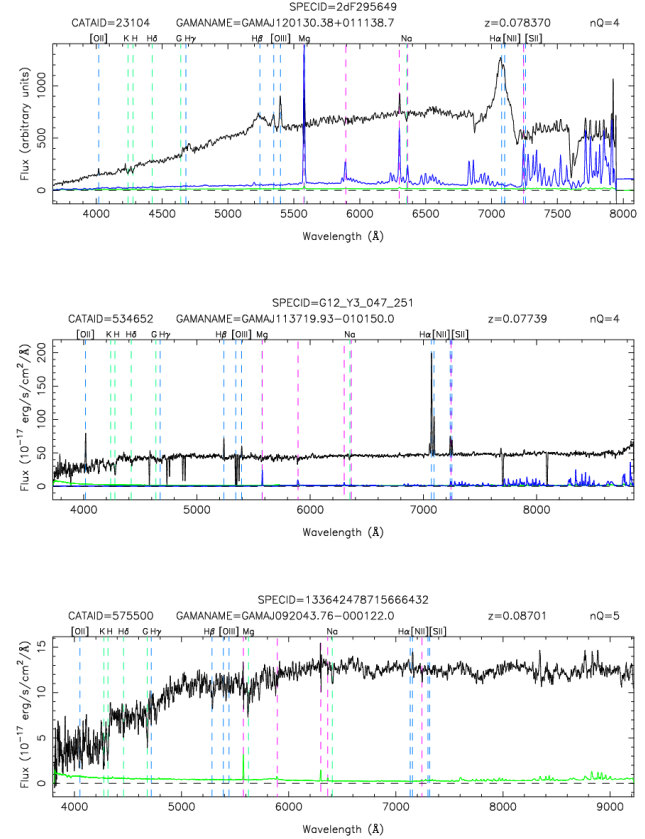 SPECID=2dF295649
CATAID=23104 GAMANAME=GAMAJ120130.38+011138.7 z=0.078370 nQ=4
[OII] K H Hδ G Hγ Hβ [OIII] Mg Na Hα [NII] [SII]
Flux (arbitrary units)
1000
500
0
4000 4500 5000 5500 6000 6500 7000 7500 8000
Wavelength (Å)
SPECID=G12_Y3_047_251
CATAID=534652 GAMANAME=GAMAJ113719.93-010150.0 z=0.07739 nQ=4
[OII] K H Hδ G Hγ Hβ [OIII] Mg Na Hα [NII] [SII]
Flux (10⁻¹⁷ erg/s/cm²/Å)
200
150
100
50
0
4000 5000 6000 7000 8000
Wavelength (Å)
SPECID=1336424787156664​32
CATAID=575500 GAMANAME=GAMAJ092043.76-000122.0 z=0.08701 nQ=5
[OII] K H Hδ G Hγ Hβ [OIII] Mg Na Hα [NII] [SII]
Flux (10⁻¹⁷ erg/s/cm²/Å)
15
10
5
0
4000 5000 6000 7000 8000 9000
Wavelength (Å)